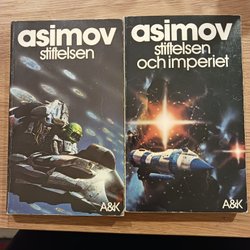 asimov
stiftelsen
A&K
asimov
stiftelsen
och imperiet
A&K